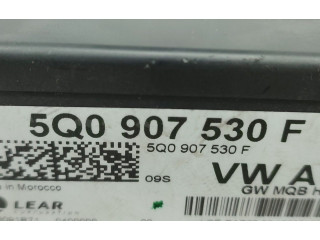 5Q0 907 530 F
5Q0 907 530 F
09S
VW A
in Morocco
GW MQB H
LEAR